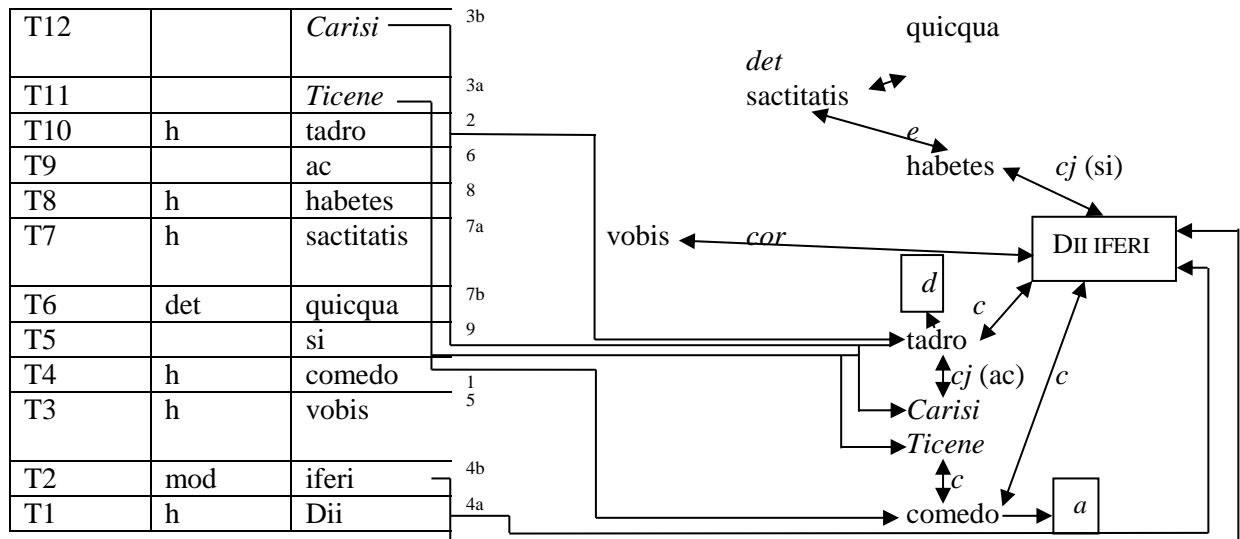 T12 Carisi 3b
T11 Ticene 3a
T10 h tadro 2
T9 ac 6
T8 h habetes 8
T7 h sactitatis 7a
T6 det quicqua 7b
T5 si 9
T4 h comedo 1
T3 h vobis 5
T2 mod iferi 4b
T1 h Dii 4a
quicqua
det
sactitatis
e
habetes cj (si)
vobis cor DII IFERI
d
c
tadro
cj (ac) c
Carisi
Ticene
c
comedo a